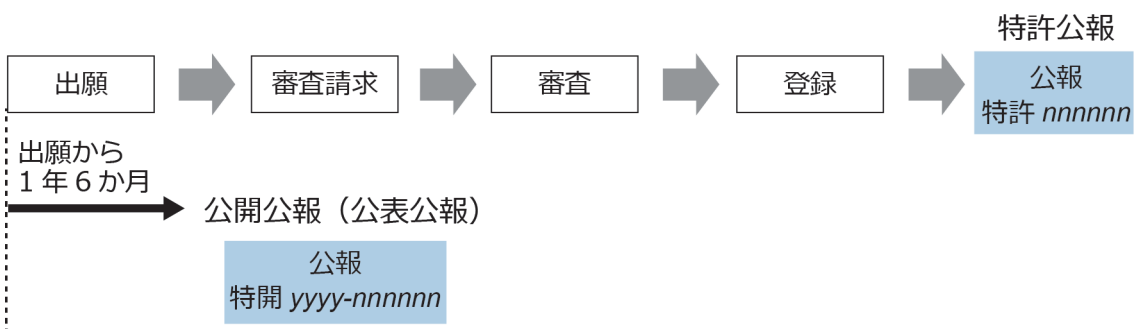 特許公報
出願
審査請求
審査
登録
公報
特許 nnnnnn
出願から
1 年 6 か月
公開公報（公表公報）
公報
特開 yyyy-nnnnnn